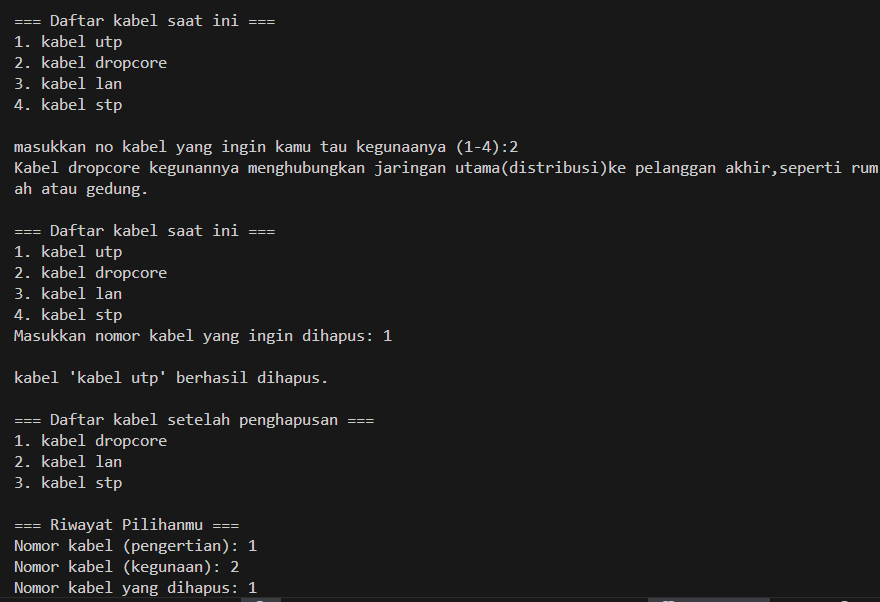 === Daftar kabel saat ini ===
1. kabel utp
2. kabel dropcore
3. kabel lan
4. kabel stp
masukkan no kabel yang ingin kamu tau kegunaanya (1-4):2
Kabel dropcore kegunannya menghubungkan jaringan utama(distribusi)ke pelanggan akhir,seperti rum
ah atau gedung.
=== Daftar kabel saat ini ===
1. kabel utp
2. kabel dropcore
3. kabel lan
4. kabel stp
Masukkan nomor kabel yang ingin dihapus: 1
kabel 'kabel utp' berhasil dihapus.
=== Daftar kabel setelah penghapusan ===
1. kabel dropcore
2. kabel lan
3. kabel stp
=== Riwayat Pilihanmu ===
Nomor kabel (pengertian): 1
Nomor kabel (kegunaan): 2
Nomor kabel yang dihapus: 1